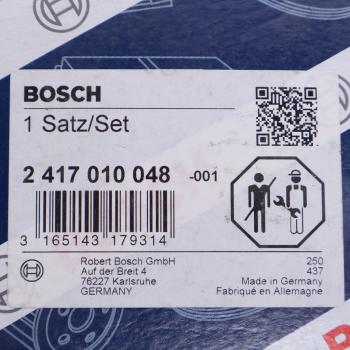 BOSCH
1 Satz/Set
2 417 010 048 -001
3 165143 179314
Robert Bosch GmbH
Auf der Breit 4
76227 Karlsruhe
GERMANY
250
437
Made in Germany
Fabriqué en Allemagne